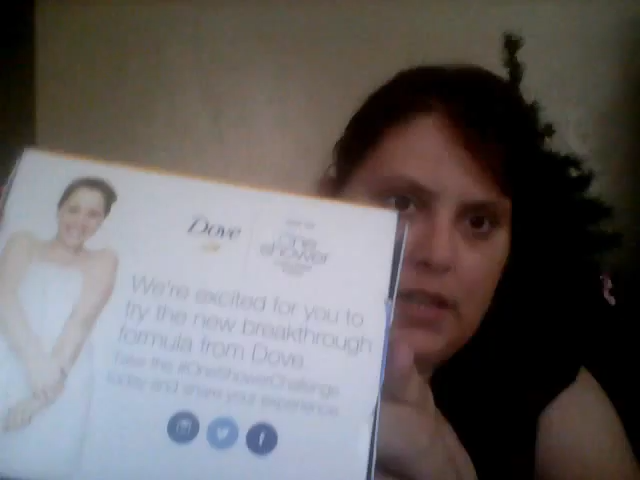 Dove
One
shower
We're excited for you to
try the new breakthrough
formula from Dove
Take the #OneShowerChallenge
today and share your experience.